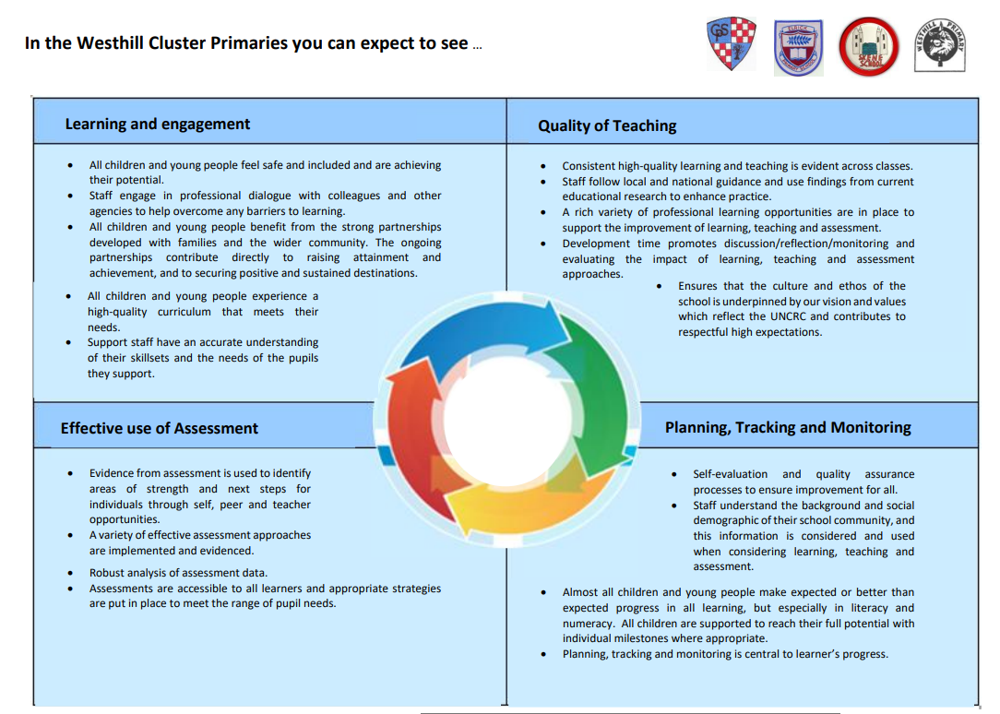 In the Westhill Cluster Primaries you can expect to see ...
GPS
ELRICK
PRIMARY SCHOOL
SKENE
SCHOOL
WESTHILL PRIMARY
Learning and engagement
• All children and young people feel safe and included and are achieving
their potential.
• Staff engage in professional dialogue with colleagues and other
agencies to help overcome any barriers to learning.
• All children and young people benefit from the strong partnerships
developed with families and the wider community. The ongoing
partnerships contribute directly to raising attainment and
achievement, and to securing positive and sustained destinations.
• All children and young people experience a
high-quality curriculum that meets their
needs.
• Support staff have an accurate understanding
of their skillsets and the needs of the pupils
they support.
Quality of Teaching
• Consistent high-quality learning and teaching is evident across classes.
• Staff follow local and national guidance and use findings from current
educational research to enhance practice.
• A rich variety of professional learning opportunities are in place to
support the improvement of learning, teaching and assessment.
• Development time promotes discussion/reflection/monitoring and
evaluating the impact of learning, teaching and assessment
approaches.
• Ensures that the culture and ethos of the
school is underpinned by our vision and values
which reflect the UNCRC and contributes to
respectful high expectations.
Effective use of Assessment
• Evidence from assessment is used to identify
areas of strength and next steps for
individuals through self, peer and teacher
opportunities.
• A variety of effective assessment approaches
are implemented and evidenced.
• Robust analysis of assessment data.
• Assessments are accessible to all learners and appropriate strategies
are put in place to meet the range of pupil needs.
Planning, Tracking and Monitoring
• Self-evaluation and quality assurance
processes to ensure improvement for all.
• Staff understand the background and social
demographic of their school community, and
this information is considered and used
when considering learning, teaching and
assessment.
• Almost all children and young people make expected or better than
expected progress in all learning, but especially in literacy and
numeracy. All children are supported to reach their full potential with
individual milestones where appropriate.
• Planning, tracking and monitoring is central to learner's progress.